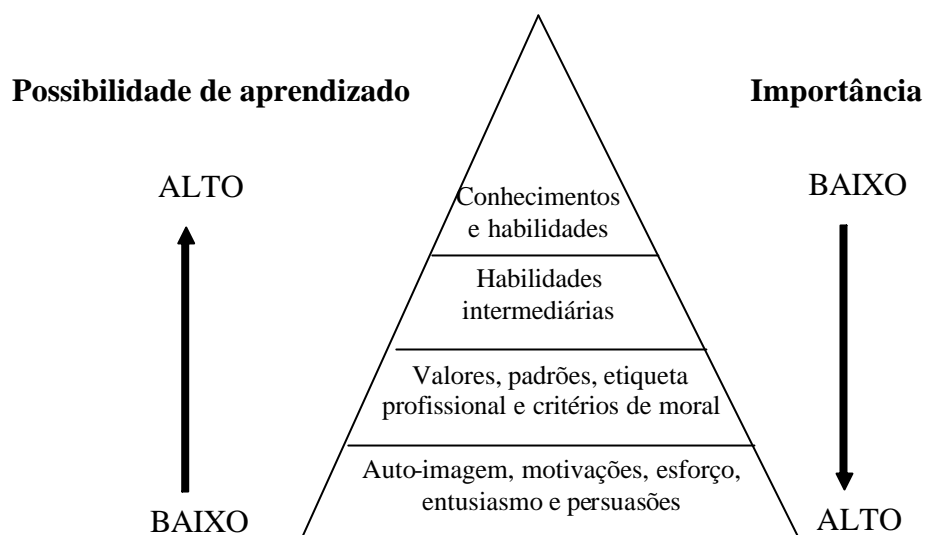 Possibilidade de aprendizado
Importância
ALTO
BAIXO
Conhecimentos
e habilidades
Habilidades
intermediárias
Valores, padrões, etiqueta
profissional e critérios de moral
Auto-imagem, motivações, esforço,
entusiasmo e persuasões
BAIXO
ALTO